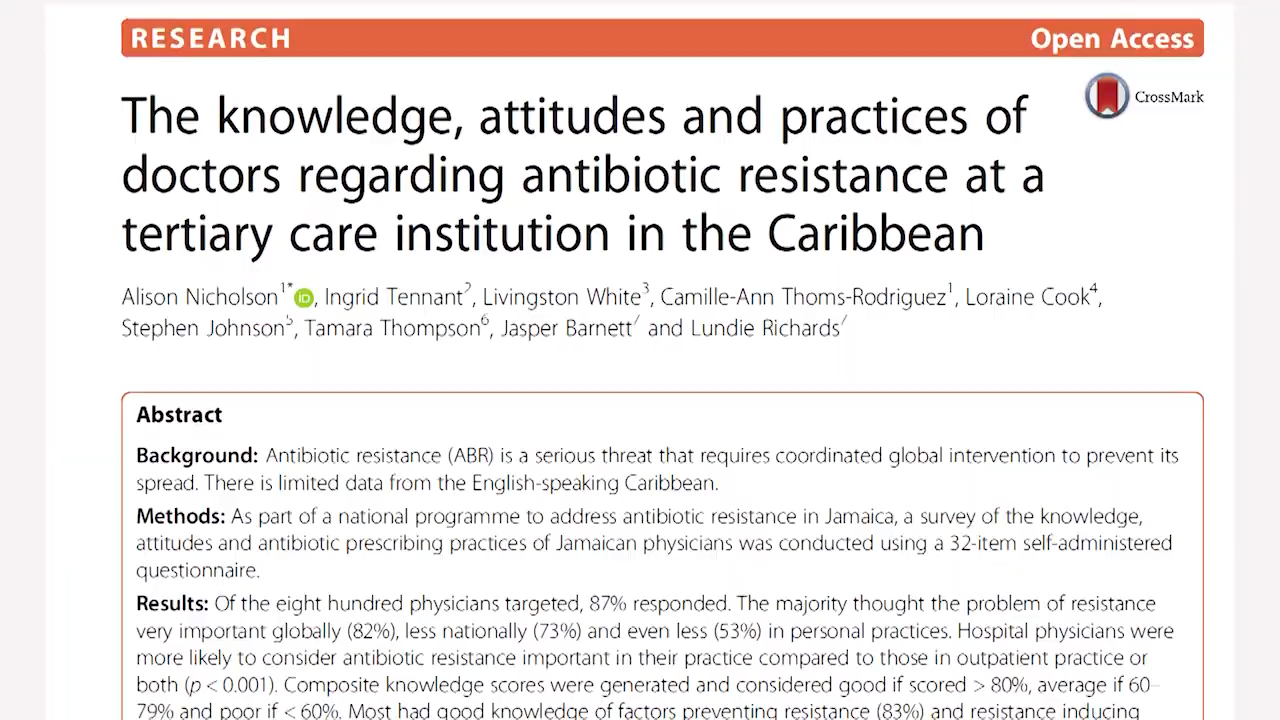 RESEARCH Open Access
CrossMark
The knowledge, attitudes and practices of
doctors regarding antibiotic resistance at a
tertiary care institution in the Caribbean
Alison Nicholson1* iD, Ingrid Tennant2, Livingston White3, Camille-Ann Thoms-Rodriguez1, Loraine Cook4,
Stephen Johnson5, Tamara Thompson6, Jasper Barnett7 and Lundie Richards7
Abstract
Background: Antibiotic resistance (ABR) is a serious threat that requires coordinated global intervention to prevent its
spread. There is limited data from the English-speaking Caribbean.
Methods: As part of a national programme to address antibiotic resistance in Jamaica, a survey of the knowledge,
attitudes and antibiotic prescribing practices of Jamaican physicians was conducted using a 32-item self-administered
questionnaire.
Results: Of the eight hundred physicians targeted, 87% responded. The majority thought the problem of resistance
very important globally (82%), less nationally (73%) and even less (53%) in personal practices. Hospital physicians were
more likely to consider antibiotic resistance important in their practice compared to those in outpatient practice or
both (p < 0.001). Composite knowledge scores were generated and considered good if scored > 80%, average if 60–
79% and poor if < 60%. Most had good knowledge of factors preventing resistance (83%) and resistance inducing